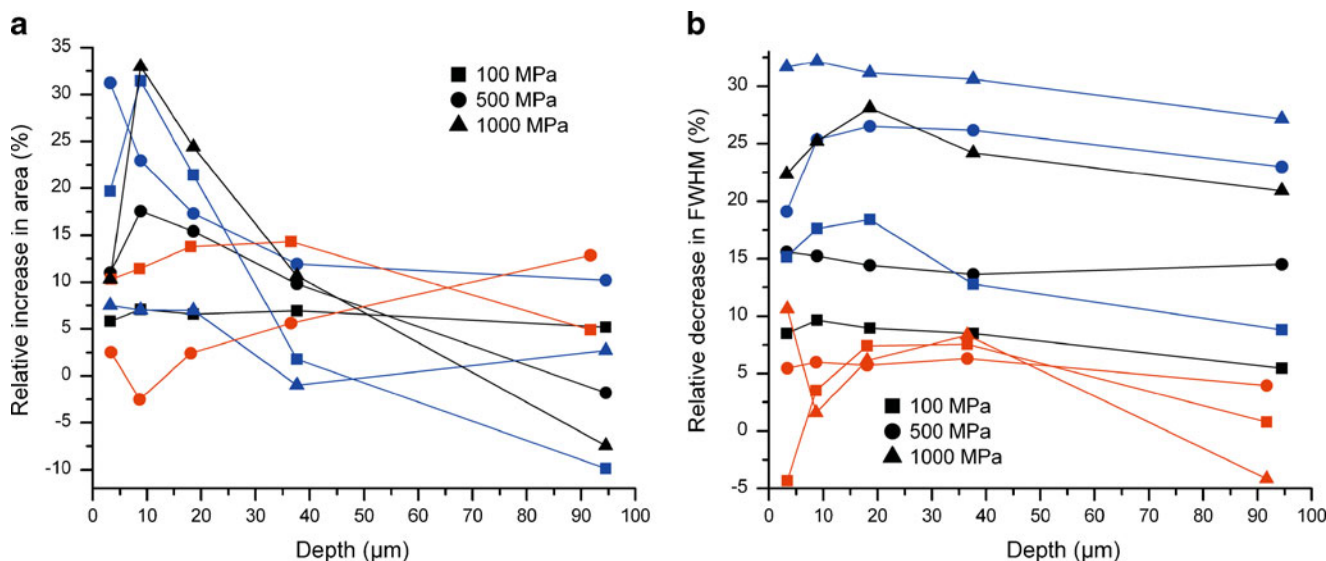 a
35
30
25
20
15
10
5
0
-5
-10
Relative increase in area (%)
100 MPa
500 MPa
1000 MPa
0 10 20 30 40 50 60 70 80 90 100
Depth (µm)
b
30
25
20
15
10
5
0
-5
Relative decrease in FWHM (%)
100 MPa
500 MPa
1000 MPa
0 10 20 30 40 50 60 70 80 90 100
Depth (µm)